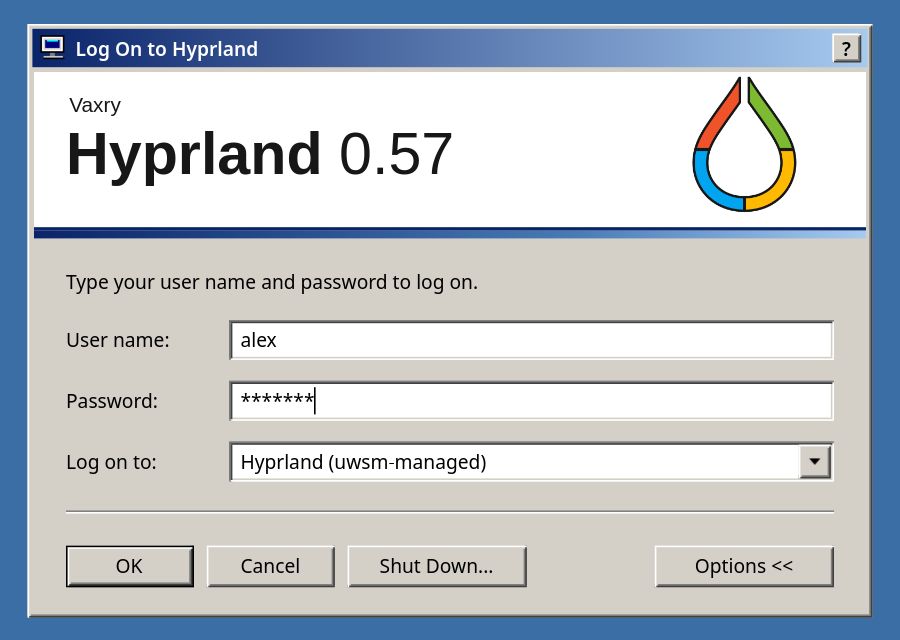 Log On to Hyprland ?
Vaxry
Hyprland 0.57
Type your user name and password to log on.
User name: alex
Password: *******
Log on to: Hyprland (uwsm-managed)
OK Cancel Shut Down... Options <<